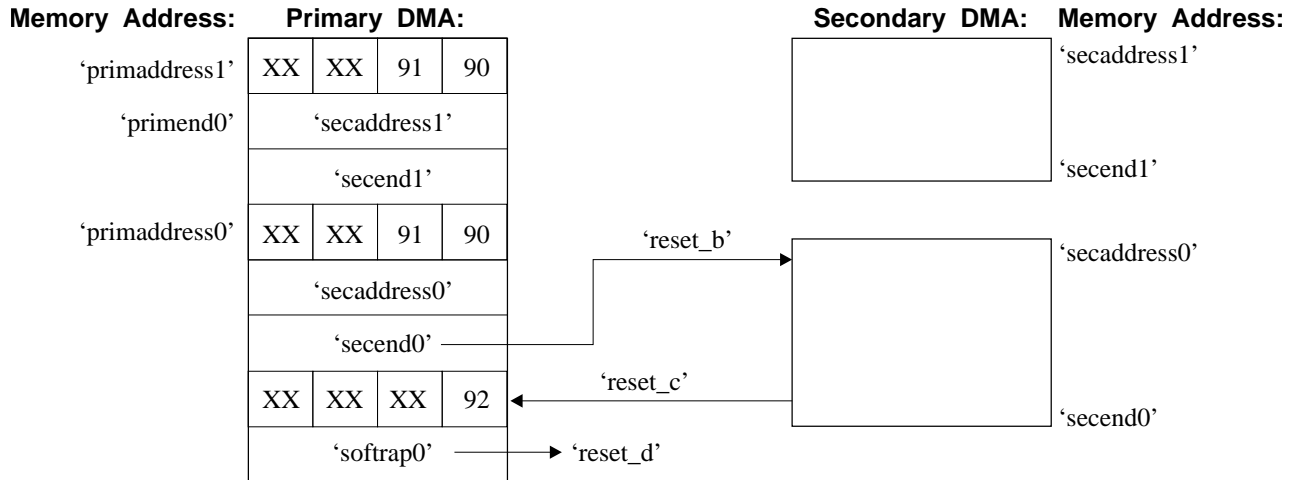 Memory Address: Primary DMA: Secondary DMA: Memory Address:
‘primaddress1’ XX XX 91 90 ‘secaddress1’
‘primend0’ ‘secaddress1’
‘secend1’ ‘secend1’
‘primaddress0’ XX XX 91 90 ‘reset_b’ ‘secaddress0’
‘secaddress0’
‘secend0’
XX XX XX 92 ‘reset_c’ ‘secend0’
‘softrap0’ ‘reset_d’